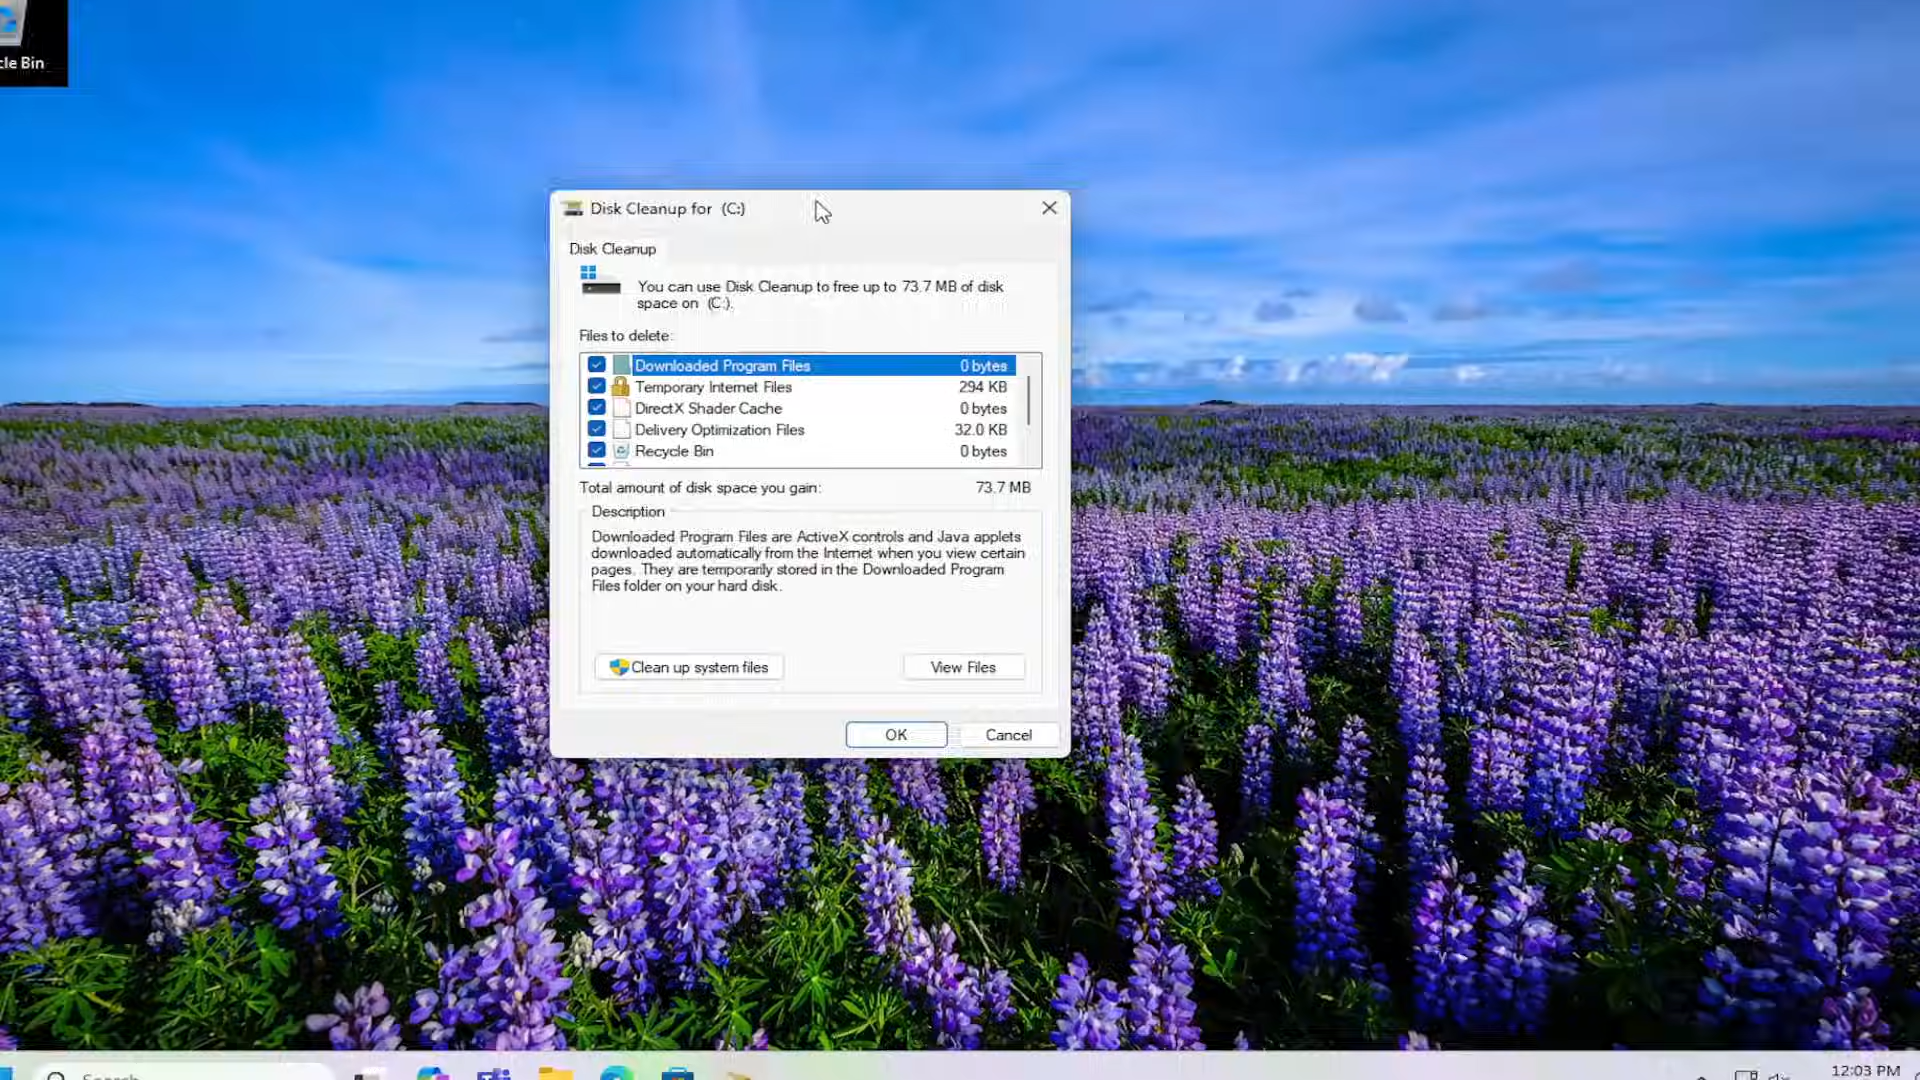 cle Bin
Disk Cleanup for (C:)
Disk Cleanup
You can use Disk Cleanup to free up to 73.7 MB of disk
space on (C:).
Files to delete:
Downloaded Program Files 0 bytes
Temporary Internet Files 294 KB
DirectX Shader Cache 0 bytes
Delivery Optimization Files 32.0 KB
Recycle Bin 0 bytes
Total amount of disk space you gain: 73.7 MB
Description
Downloaded Program Files are ActiveX controls and Java applets
downloaded automatically from the Internet when you view certain
pages. They are temporarily stored in the Downloaded Program
Files folder on your hard disk.
Clean up system files
View Files
OK
Cancel
Search
12:03 PM